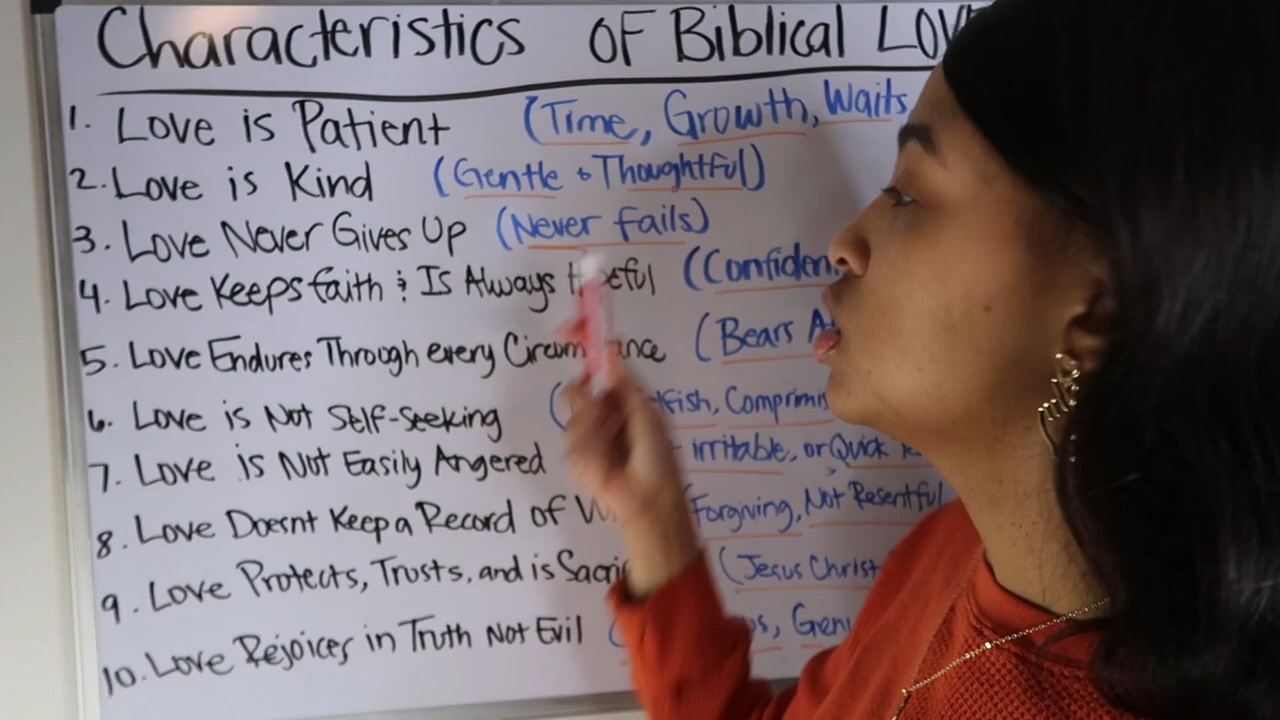 Characteristics OF Biblical
1. Love is Patient (Time, Growth, Waits,
2. Love is Kind (Gentle & Thoughtful)
3. Love Never Gives Up (Never fails)
4. Love Keeps faith & Is Always
5. Love Endures Through every (Bears
6. Love is Not Self-Seeking
7. Love is Not Easily Angered irritable, or Quick
8. Love Doesnt Keep a Record of Forgiving, Not Resentful
9. Love Protects, Trusts, and is (Jesus Christ
10. Love Rejoices in Truth Not Evil